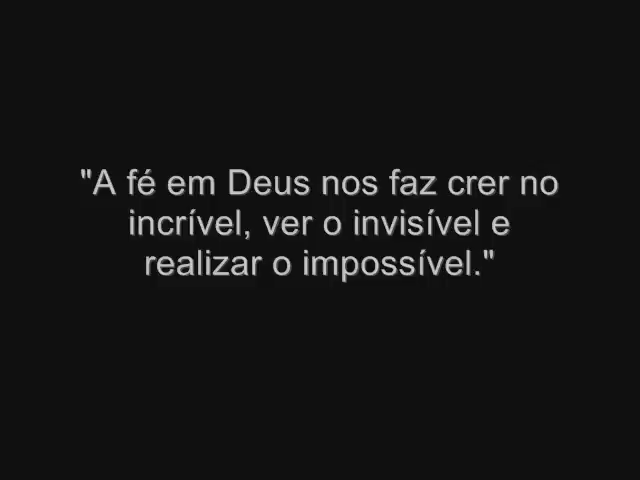 "A fé em Deus nos faz crer no
incrível, ver o invisível e
realizar o impossível."